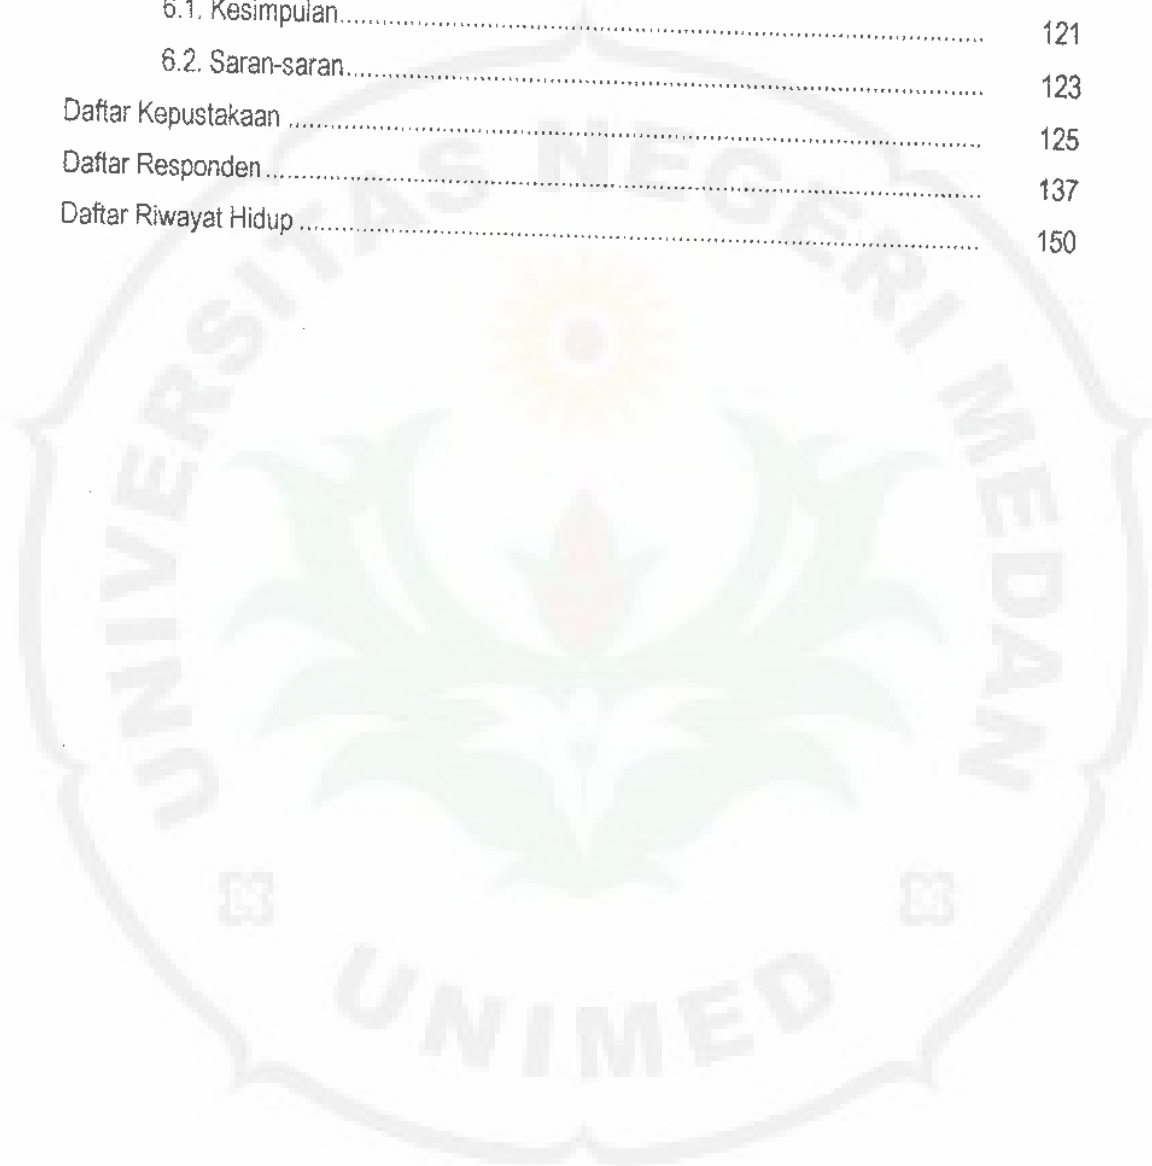 6.1. Kesimpulan.......................................................... 121
6.2. Saran-saran.......................................................... 123
Daftar Kepustakaan .......................................................... 125
Daftar Responden.......................................................... 137
Daftar Riwayat Hidup .......................................................... 150
UNIVERSITAS NEGERI MEDAN
UNIMED